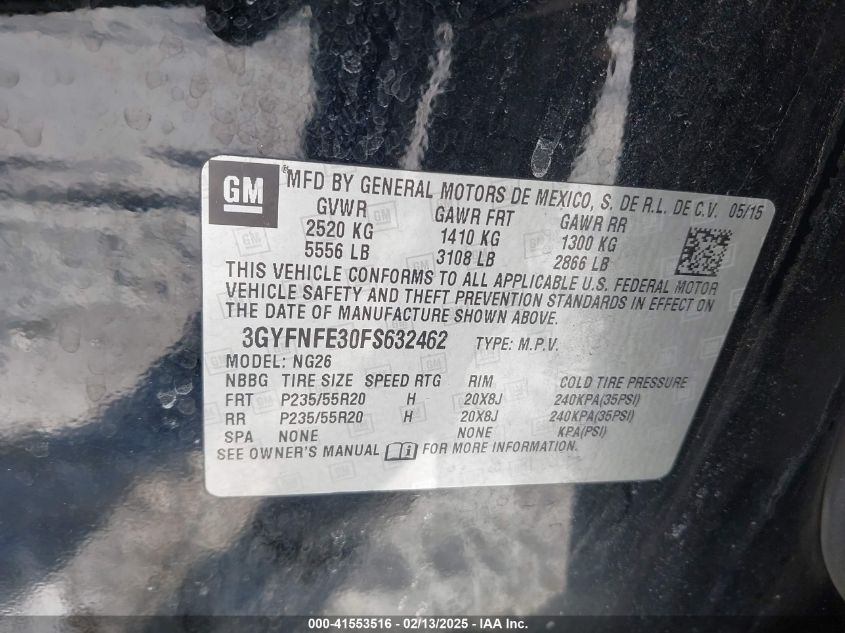 GM ®MFD BY GENERAL MOTORS DE MEXICO, S. DE R.L. DE C.V. 05/15
GVWR GAWR FRT GAWR RR
2520 KG 1410 KG 1300 KG
5556 LB 3108 LB 2866 LB
THIS VEHICLE CONFORMS TO ALL APPLICABLE U.S. FEDERAL MOTOR
VEHICLE SAFETY AND THEFT PREVENTION STANDARDS IN EFFECT ON
THE DATE OF MANUFACTURE SHOWN ABOVE.
3GYFNFE30FS632462 TYPE: M.P.V.
MODEL: NG26
NBBG TIRE SIZE SPEED RTG RIM COLD TIRE PRESSURE
FRT P235/55R20 H 20X8J 240KPA(35PSI)
RR P235/55R20 H 20X8J 240KPA(35PSI)
SPA NONE NONE KPA(PSI)
SEE OWNER'S MANUAL i FOR MORE INFORMATION.
000-41553516 - 02/13/2025 - IAA Inc.